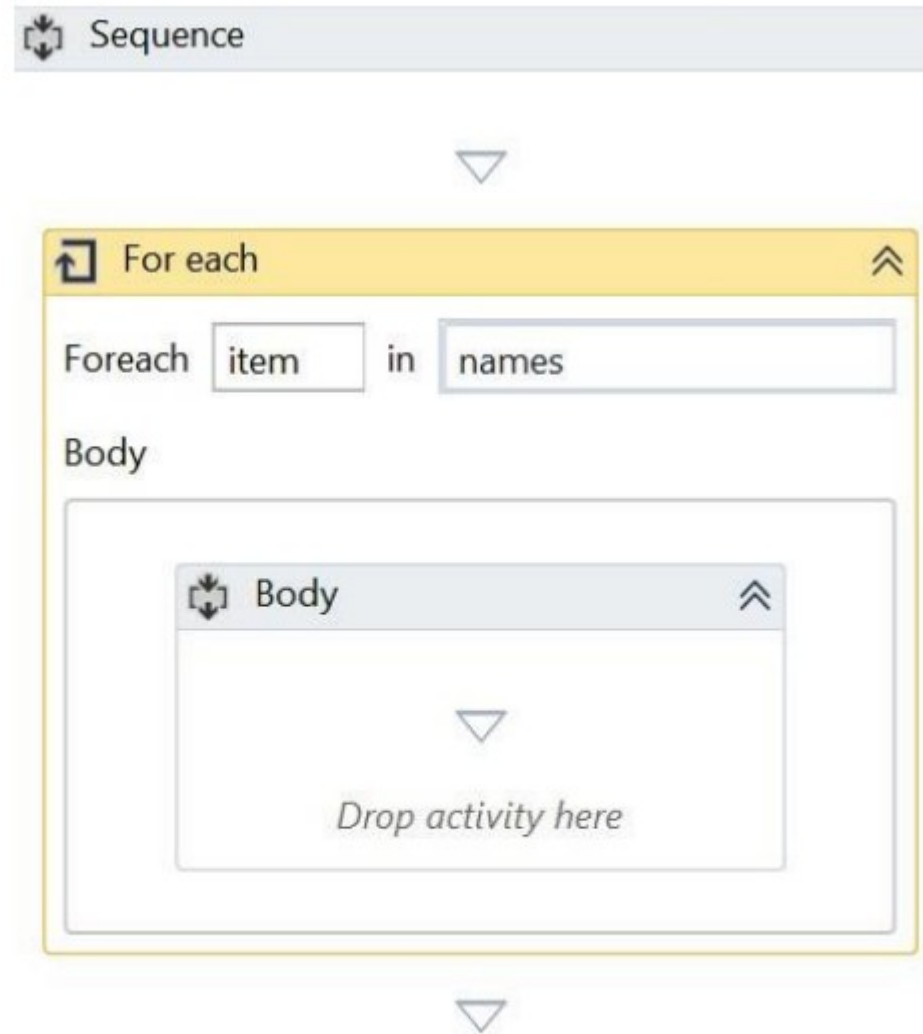 Sequence
For each
Foreach item in names
Body
Body
Drop activity here